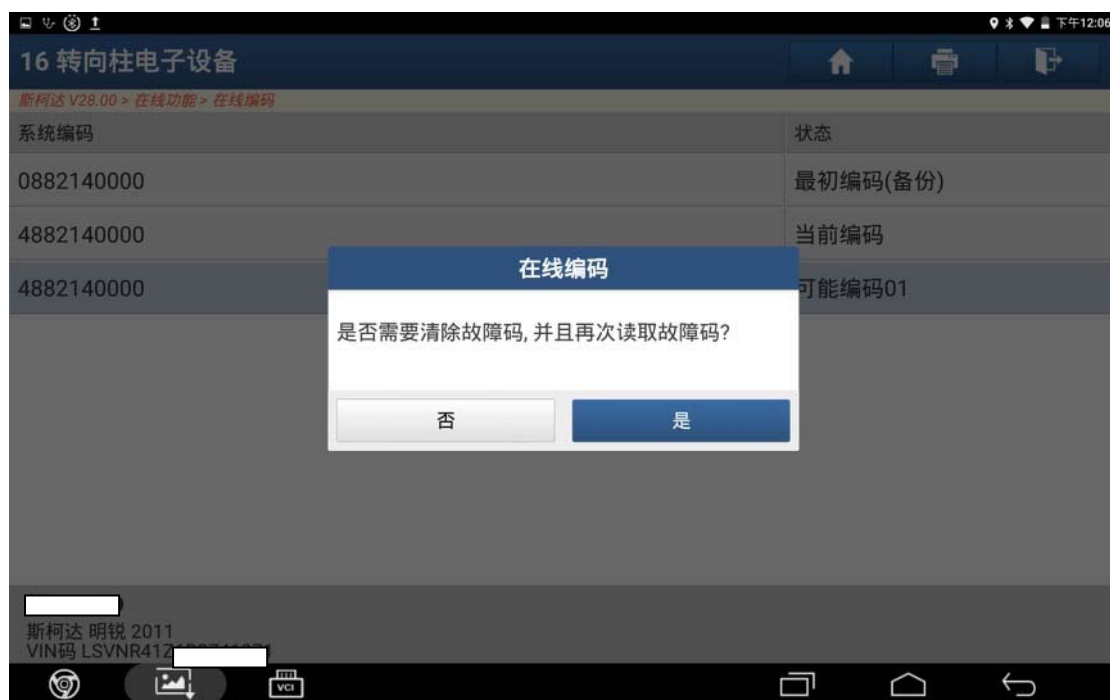 下午12:06
16 转向柱电子设备
斯柯达 V28.00 > 在线功能 > 在线编码
系统编码 状态
0882140000 最初编码(备份)
4882140000 当前编码
4882140000 可能编码01
在线编码
是否需要清除故障码, 并且再次读取故障码?
否 是
斯柯达 明锐 2011
VIN码 LSVNR41Z
VCI